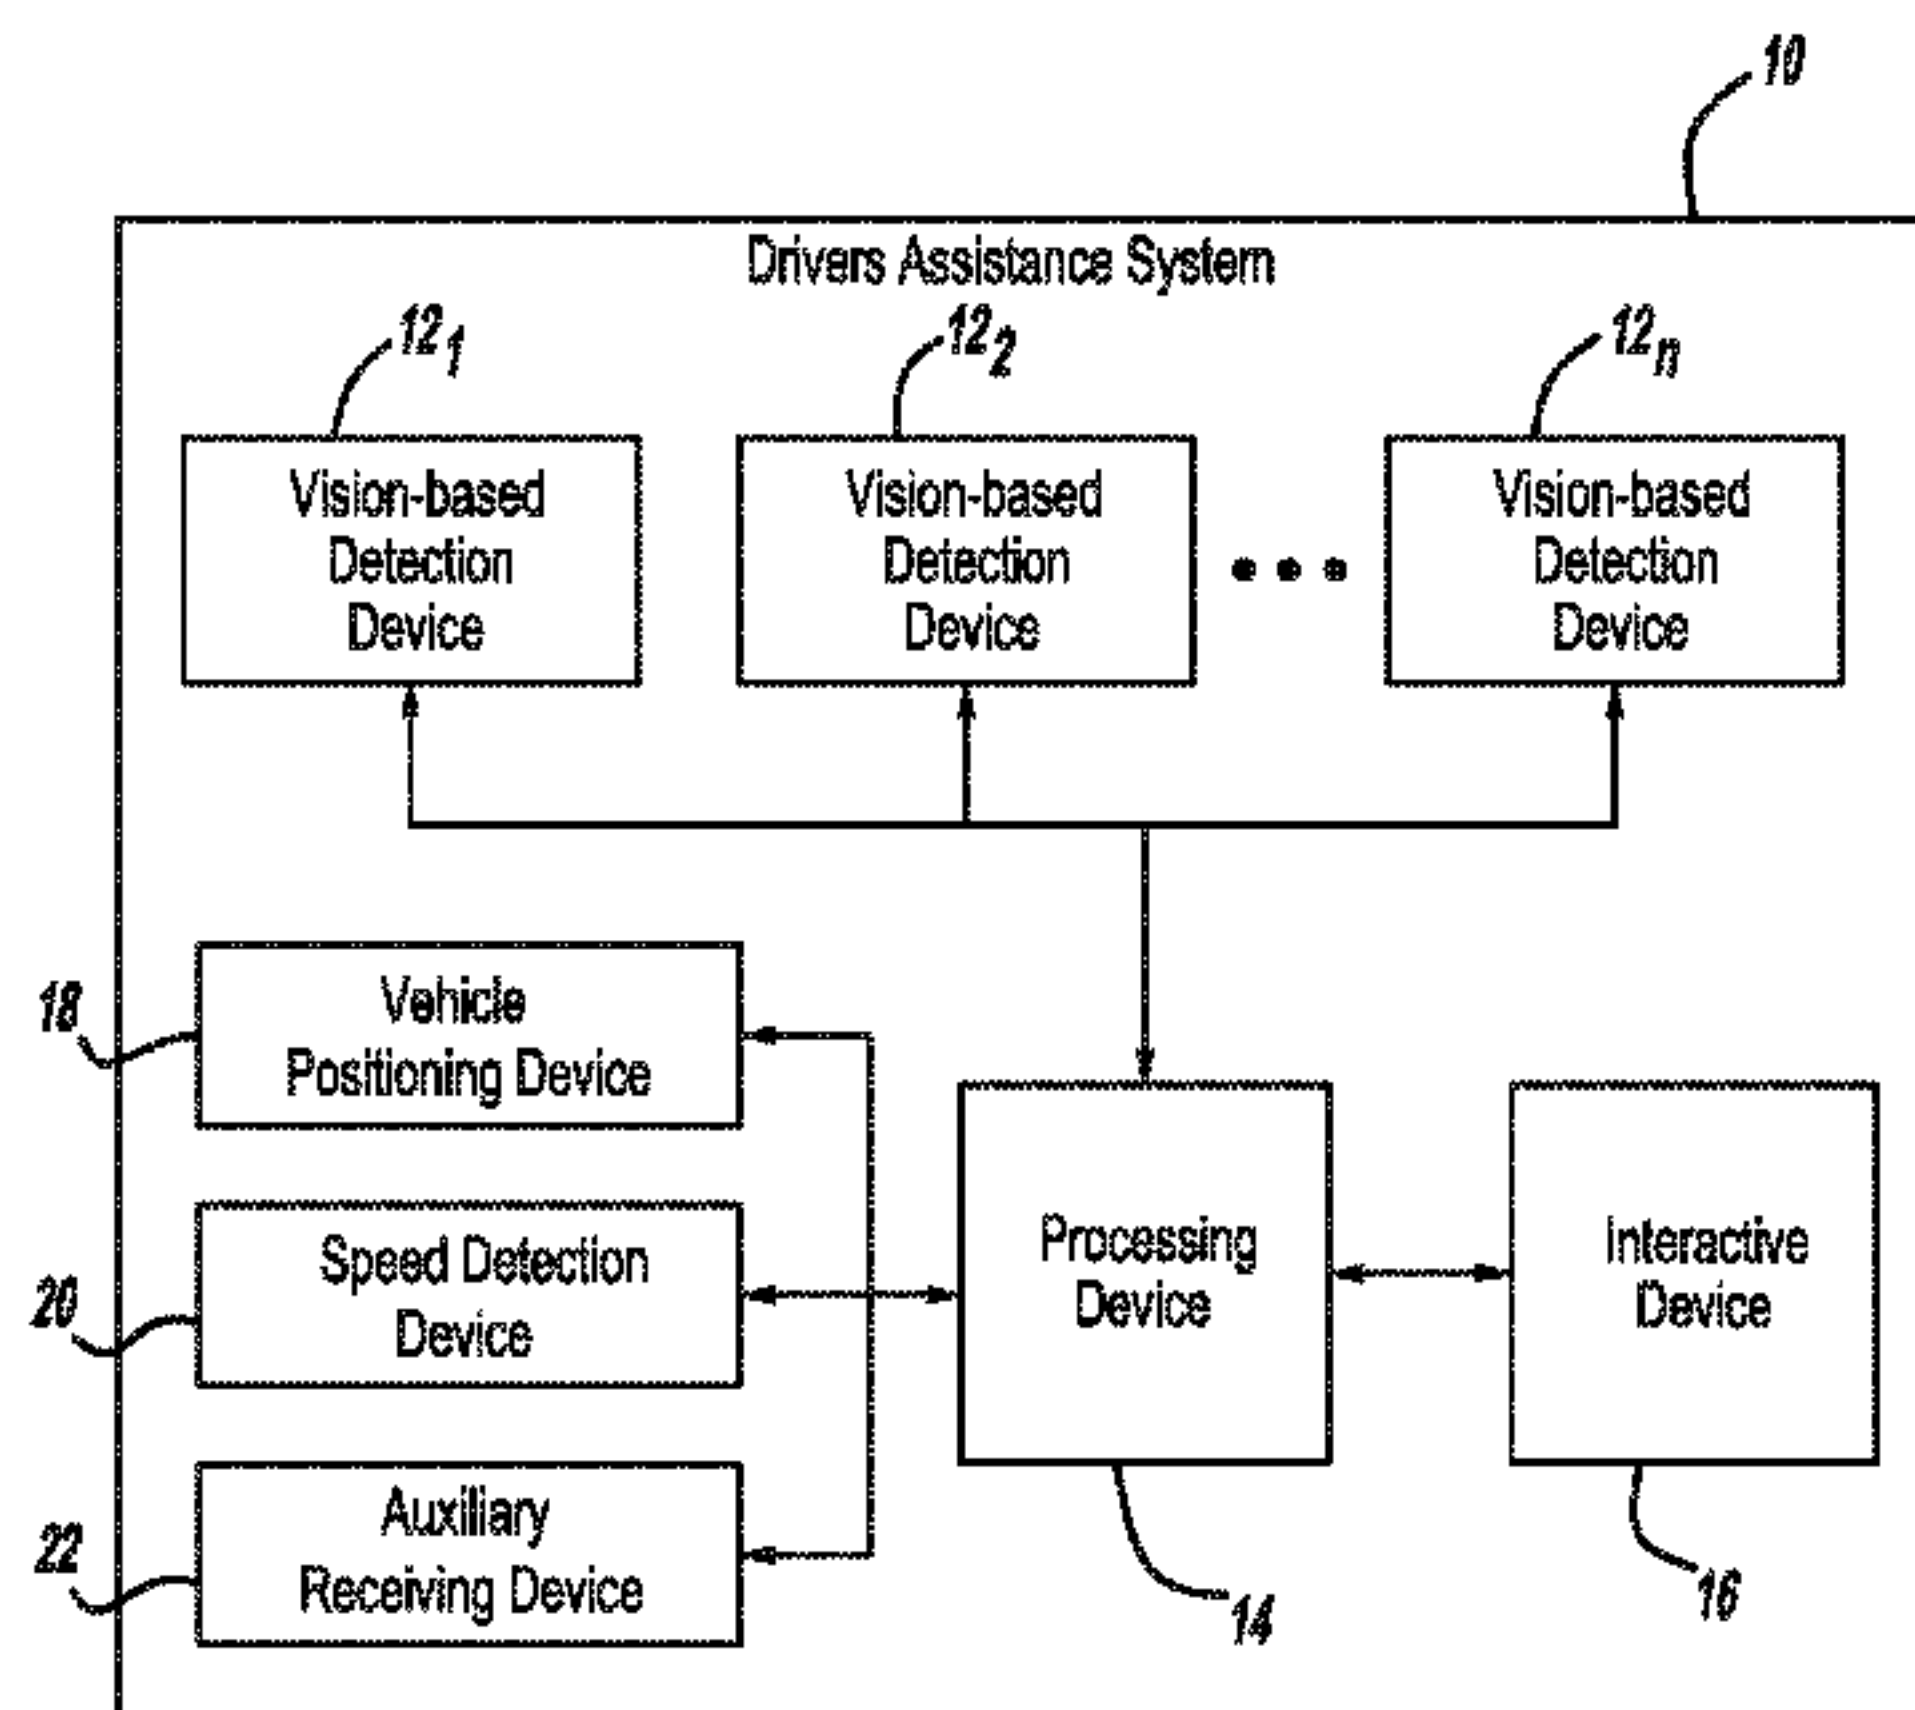 10
Drivers Assistance System
12₁
12₂
12ₙ
Vision-based
Detection
Device
Vision-based
Detection
Device
Vision-based
Detection
Device
18
Vehicle
Positioning Device
20
Speed Detection
Device
22
Auxiliary
Receiving Device
Processing
Device
14
Interactive
Device
16